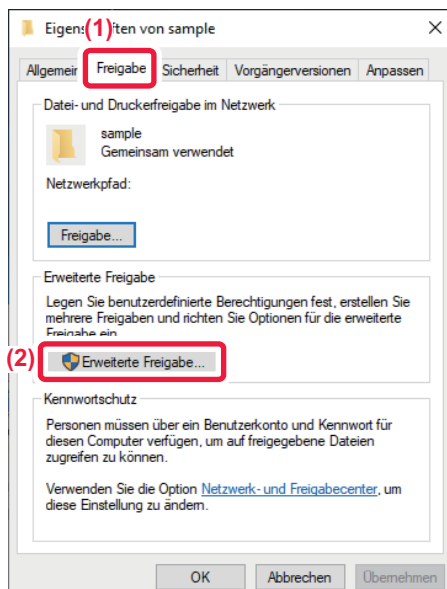 Eigens ften von sample
(1)
Allgemein Freigabe Sicherheit Vorgängerversionen Anpassen
Datei- und Druckerfreigabe im Netzwerk
sample
Gemeinsam verwendet
Netzwerkpfad:
Freigabe...
Erweiterte Freigabe
Legen Sie benutzerdefinierte Berechtigungen fest, erstellen Sie
mehrere Freigaben und richten Sie Optionen für die erweiterte
Freigabe ein.
(2)
Erweiterte Freigabe...
Kennwortschutz
Personen müssen über ein Benutzerkonto und Kennwort für
diesen Computer verfügen, um auf freigegebene Dateien
zugreifen zu können.
Verwenden Sie die Option Netzwerk- und Freigabecenter, um
diese Einstellung zu ändern.
OK Abbrechen Übernehmen